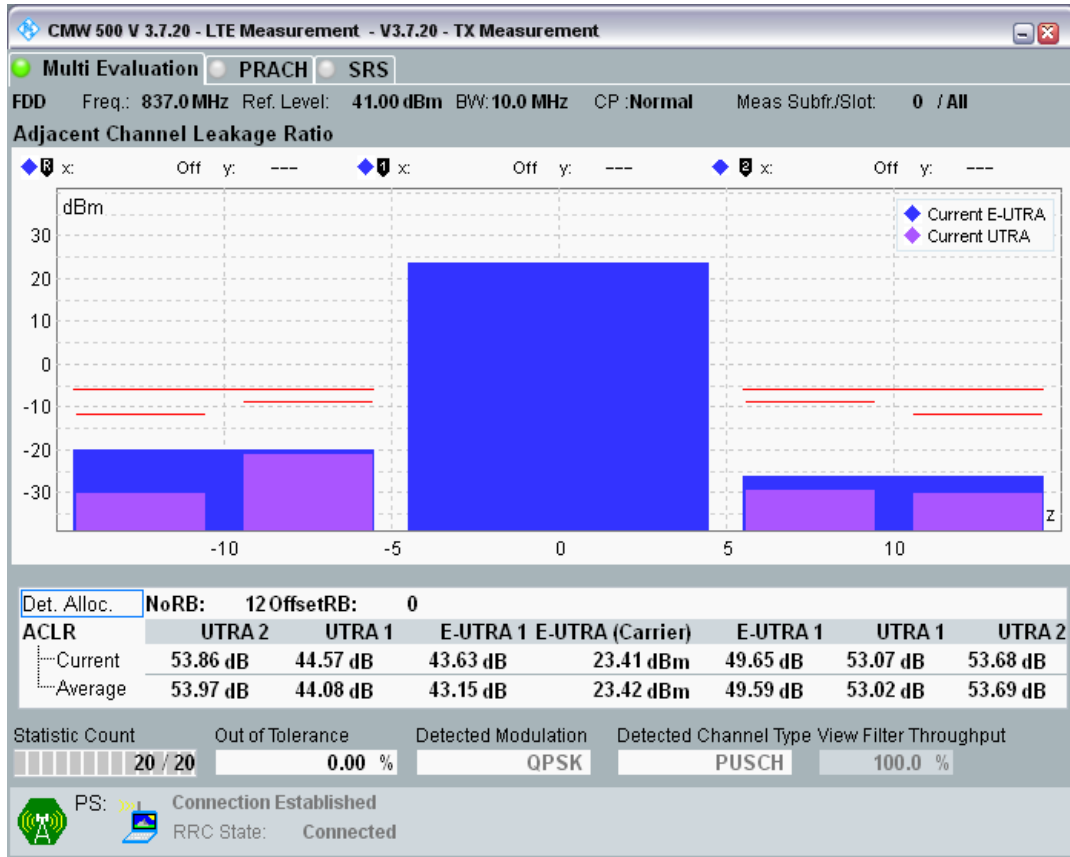 CMW 500 V 3.7.20 - LTE Measurement - V3.7.20 - TX Measurement
Multi Evaluation PRACH SRS
FDD Freq.: 837.0 MHz Ref. Level: 41.00 dBm BW: 10.0 MHz CP :Normal Meas Subfr./Slot: 0 / All
Adjacent Channel Leakage Ratio
R x: Off y: --- 1 x: Off y: --- 2 x: Off y: ---
dBm
Current E-UTRA
Current UTRA
30
20
10
0
-10
-20
-30
z
-10 -5 0 5 10
Det. Alloc. NoRB: 12 OffsetRB: 0
ACLR UTRA 2 UTRA 1 E-UTRA 1 E-UTRA (Carrier) E-UTRA 1 UTRA 1 UTRA 2
Current 53.86 dB 44.57 dB 43.63 dB 23.41 dBm 49.65 dB 53.07 dB 53.68 dB
Average 53.97 dB 44.08 dB 43.15 dB 23.42 dBm 49.59 dB 53.02 dB 53.69 dB
Statistic Count Out of Tolerance Detected Modulation Detected Channel Type View Filter Throughput
20 / 20 0.00 % QPSK PUSCH 100.0 %
PS: Connection Established
RRC State: Connected